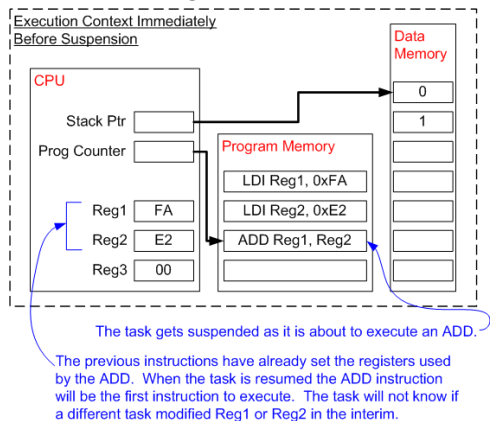 Execution Context Immediately
Before Suspension
Data
Memory
CPU
0
Stack Ptr
1
Prog Counter
Program Memory
LDI Reg1, 0xFA
Reg1 FA
LDI Reg2, 0xE2
Reg2 E2
ADD Reg1, Reg2
Reg3 00
The task gets suspended as it is about to execute an ADD.
The previous instructions have already set the registers used
by the ADD. When the task is resumed the ADD instruction
will be the first instruction to execute. The task will not know if
a different task modified Reg1 or Reg2 in the interim.